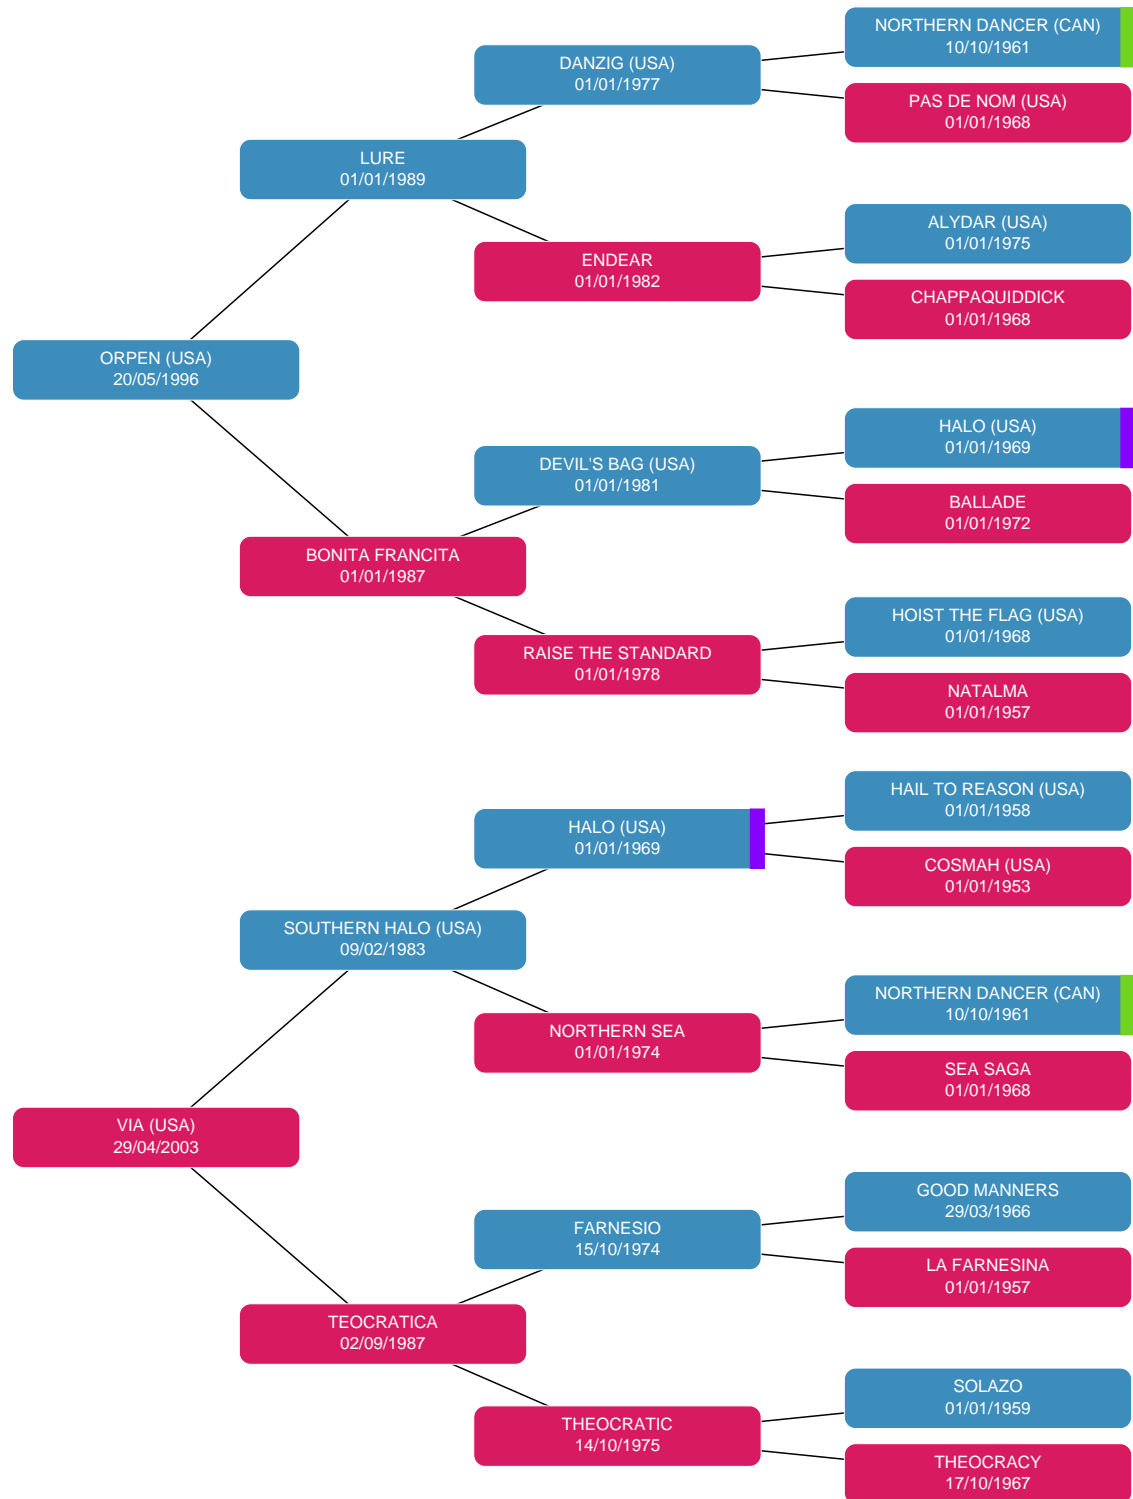 NORTHERN DANCER (CAN)
10/10/1961
DANZIG (USA)
01/01/1977
PAS DE NOM (USA)
01/01/1968
LURE
01/01/1989
ALYDAR (USA)
01/01/1975
ENDEAR
01/01/1982
CHAPPAQUIDDICK
01/01/1968
ORPEN (USA)
20/05/1996
HALO (USA)
01/01/1969
DEVIL'S BAG (USA)
01/01/1981
BALLADE
01/01/1972
BONITA FRANCITA
01/01/1987
HOIST THE FLAG (USA)
01/01/1968
RAISE THE STANDARD
01/01/1978
NATALMA
01/01/1957
HAIL TO REASON (USA)
01/01/1958
HALO (USA)
01/01/1969
COSMAH (USA)
01/01/1953
SOUTHERN HALO (USA)
09/02/1983
NORTHERN DANCER (CAN)
10/10/1961
NORTHERN SEA
01/01/1974
SEA SAGA
01/01/1968
VIA (USA)
29/04/2003
GOOD MANNERS
29/03/1966
FARNESIO
15/10/1974
LA FARNESINA
01/01/1957
TEOCRATICA
02/09/1987
SOLAZO
01/01/1959
THEOCRATIC
14/10/1975
THEOCRACY
17/10/1967